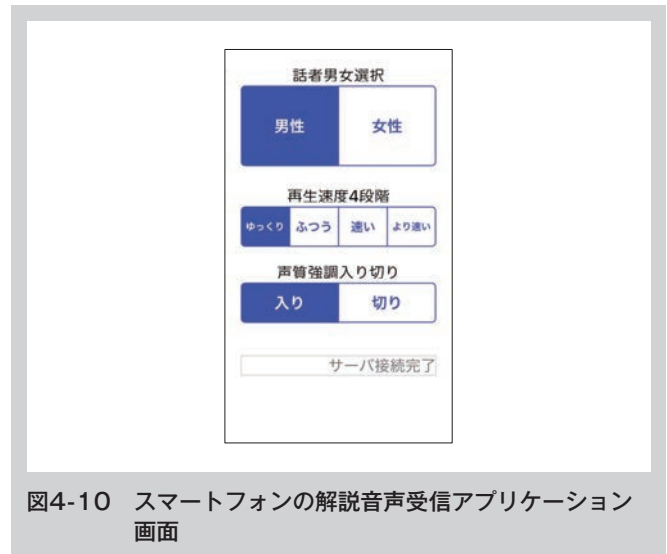 話者男女選択
男性 女性
再生速度4段階
ゆっくり ふつう 速い より速い
声質強調入り切り
入り 切り
サーバ接続完了
図4-10 スマートフォンの解説音声受信アプリケーション
画面